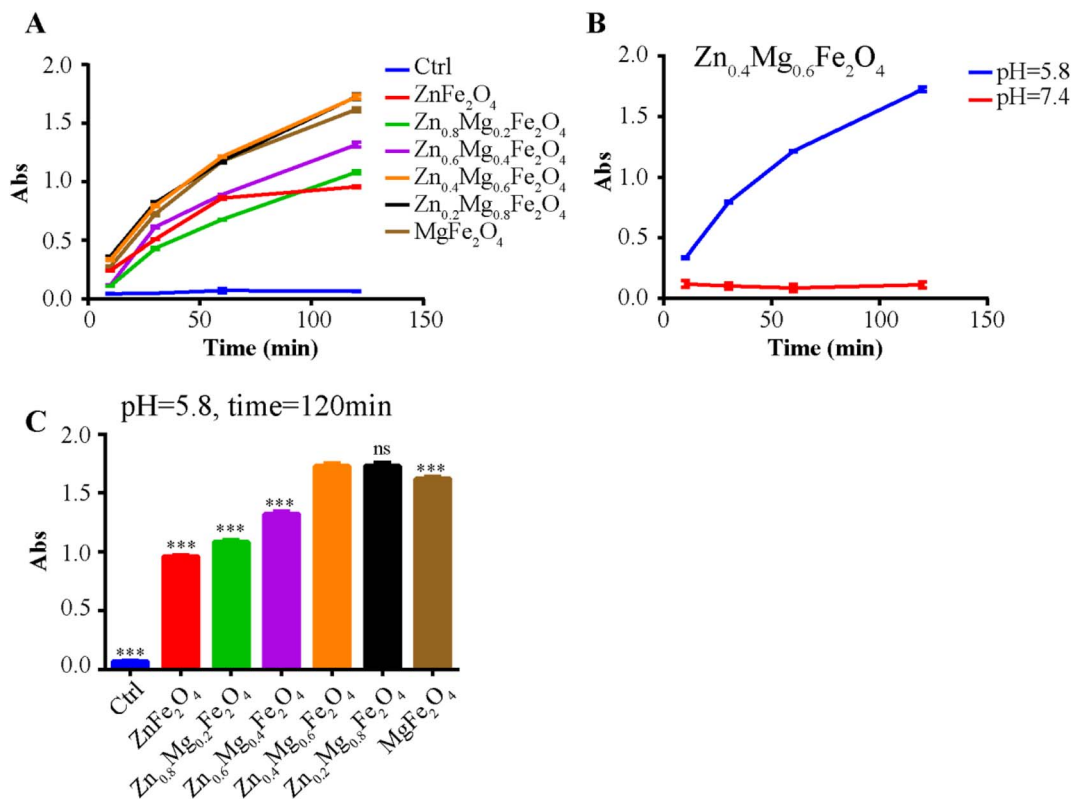 A
2.0
1.5
1.0
0.5
0.0
Abs
0
50
100
150
Time (min)
Ctrl
ZnFe₂O₄
Zn₀.₈Mg₀.₂Fe₂O₄
Zn₀.₆Mg₀.₄Fe₂O₄
Zn₀.₄Mg₀.₆Fe₂O₄
Zn₀.₂Mg₀.₈Fe₂O₄
MgFe₂O₄
B
Zn₀.₄Mg₀.₆Fe₂O₄
2.0
1.5
1.0
0.5
0.0
Abs
0
50
100
150
Time (min)
pH=5.8
pH=7.4
C
pH=5.8, time=120min
2.0
1.5
1.0
0.5
0.0
Abs
***
***
***
***
ns
***
Ctrl
ZnFe₂O₄
Zn₀.₈Mg₀.₂Fe₂O₄
Zn₀.₆Mg₀.₄Fe₂O₄
Zn₀.₄Mg₀.₆Fe₂O₄
Zn₀.₂Mg₀.₈Fe₂O₄
MgFe₂O₄